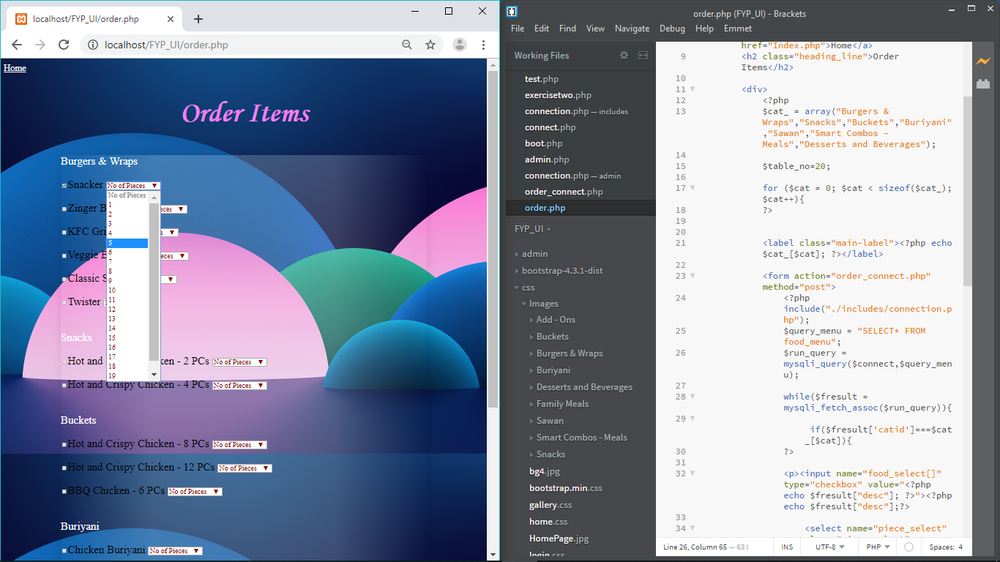 localhost/FYP_UI/order.php
localhost/FYP_UI/order.php
Home
Order Items
Burgers & Wraps
Snacker No of Pieces
No of Pieces
1
2
3
4
5
6
7
8
9
10
11
12
13
14
15
16
17
18
19
Zinger B
eces
KFC Gri
s
Veggie B
eces
Classic S
Twister
Snacks
Hot and
ken - 2 PCs No of Pieces
Hot and Crispy Chicken - 4 PCs No of Pieces
Buckets
Hot and Crispy Chicken - 8 PCs No of Pieces
Hot and Crispy Chicken - 12 PCs No of Pieces
BBQ Chicken - 6 PCs No of Pieces
Buriyani
Chicken Buriyani No of Pieces
order.php (FYP_UI) - Brackets
File Edit Find View Navigate Debug Help Emmet
Working Files
test.php
exercisetwo.php
connection.php — includes
connect.php
boot.php
admin.php
connection.php — admin
order_connect.php
order.php
FYP_UI
admin
bootstrap-4.3.1-dist
css
Images
Add - Ons
Buckets
Burgers & Wraps
Buriyani
Desserts and Beverages
Family Meals
Sawan
Smart Combos - Meals
Snacks
bg4.jpg
bootstrap.min.css
gallery.css
home.css
HomePage.jpg
login.css
href="Index.php">Home</a>
9 <h2 class="heading_line">Order
Items</h2>
10
11 <div>
12 <?php
13 $cat_ = array("Burgers &
Wraps","Snacks","Buckets","Buriyani"
,"Sawan","Smart Combos -
Meals","Desserts and Beverages");
14
15 $table_no=20;
16
17 for ($cat = 0; $cat < sizeof($cat_);
$cat++){
18 ?>
19
20
21 <label class="main-label"><?php echo
$cat_[$cat]; ?></label>
22
23 <form action="order_connect.php"
method="post">
24 <?php
include("./includes/connection.p
hp");
25 $query_menu = "SELECT* FROM
food_menu";
26 $run_query =
mysqli_query($connect,$query_men
u);
27
28 while($fresult =
mysqli_fetch_assoc($run_query)){
29
if($fresult['catid']===$cat
_[$cat]){
30 ?>
31
32 <p><input name="food_select[]"
type="checkbox" value="<?php
echo $fresult["desc"]; ?>"><?php
echo $fresult["desc"];?>
33
34 <select name="piece_select"
Line 26, Column 65 — 63 l
INS UTF-8 PHP Spaces: 4